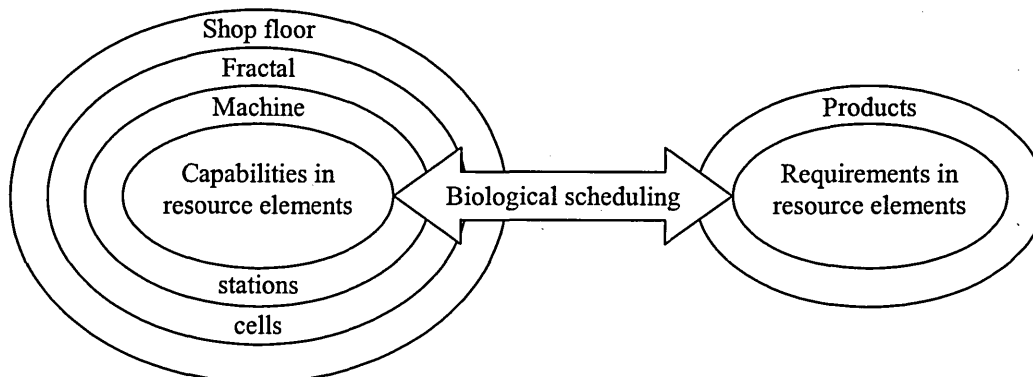 Shop floor
Fractal
Machine
Capabilities in
resource elements
stations
cells
Biological scheduling
Products
Requirements in
resource elements